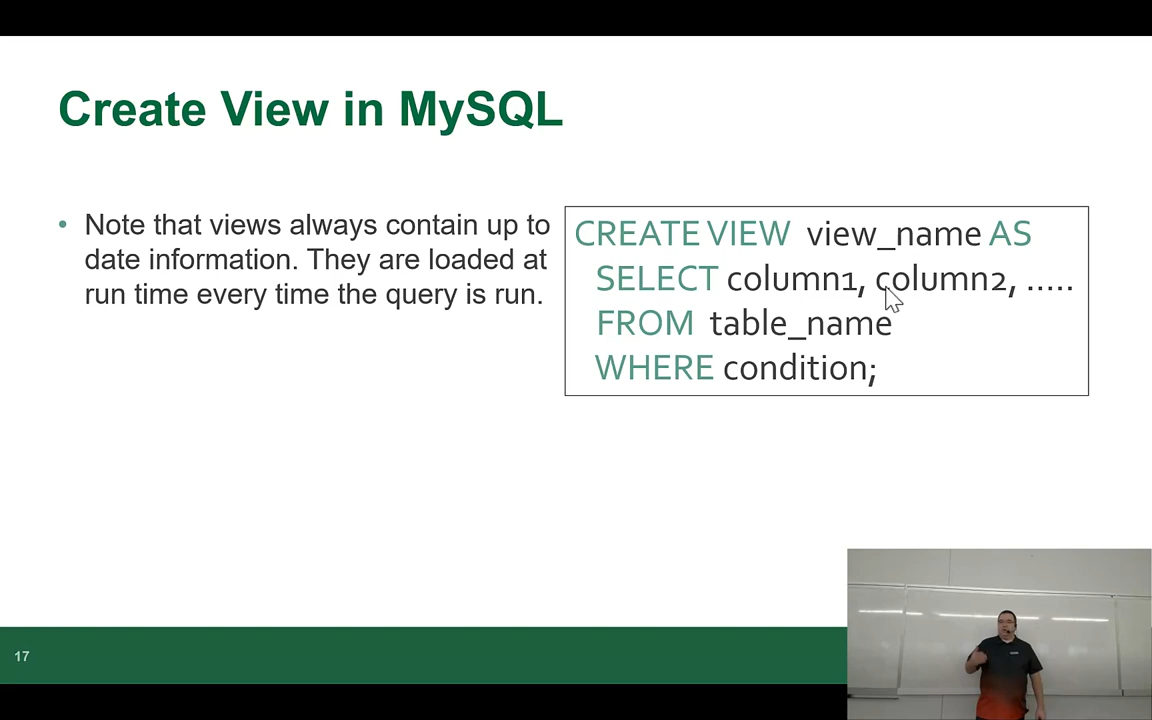 Create View in MySQL
• Note that views always contain up to
date information. They are loaded at
run time every time the query is run.
CREATE VIEW view_name AS
SELECT column1, column2, .....
FROM table_name
WHERE condition;
17